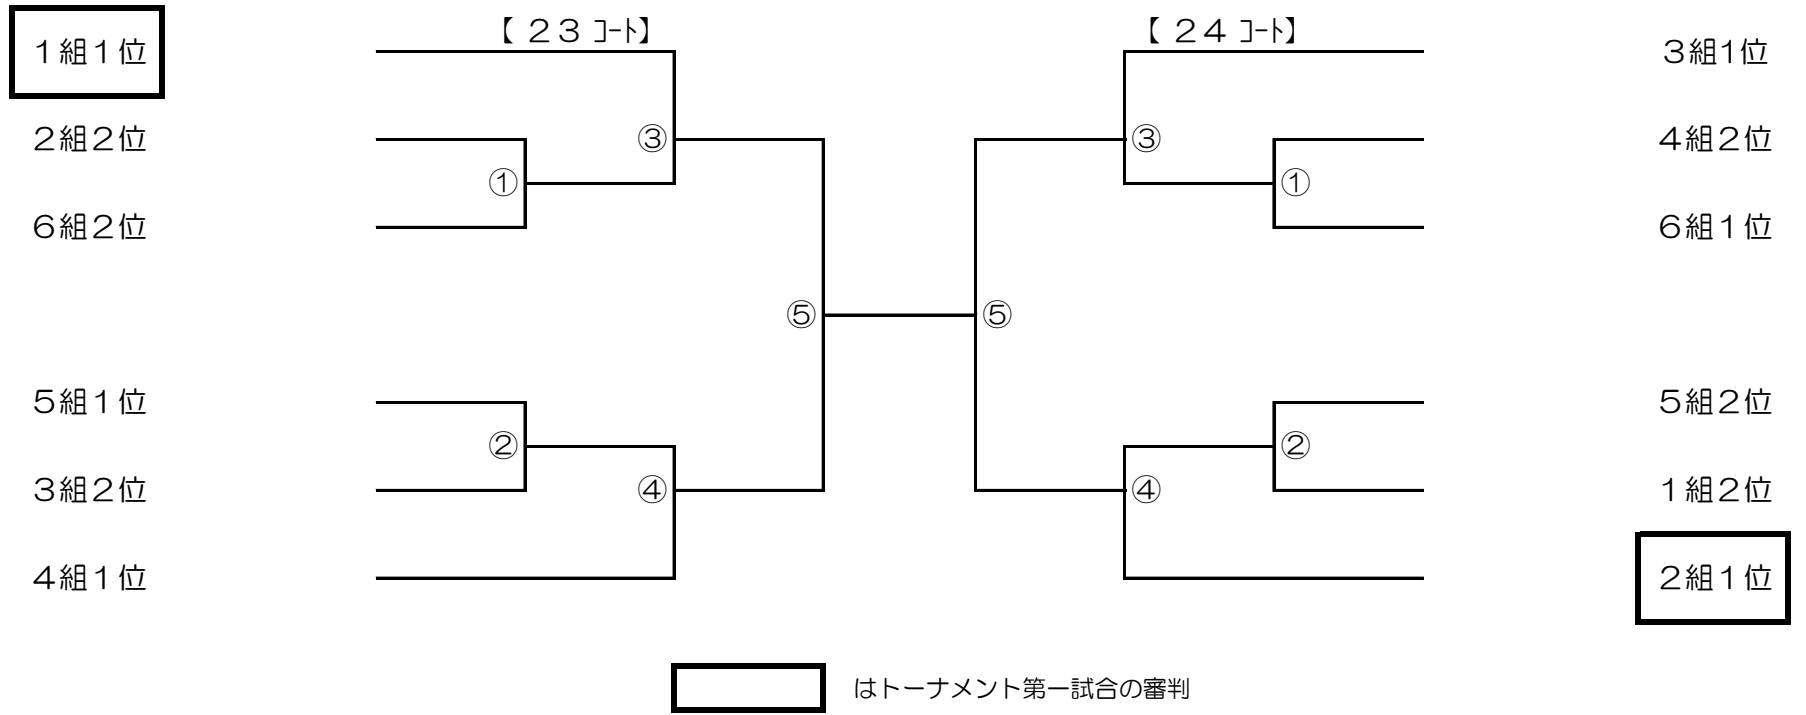 【 ２３ ｺｰﾄ】
【 ２４ ｺｰﾄ】
１組１位
３組1位
２組２位
③
③
４組２位
①
①
６組２位
６組１位
⑤
⑤
５組１位
５組２位
②
②
３組２位
④
④
１組２位
４組１位
２組１位
はトーナメント第一試合の審判